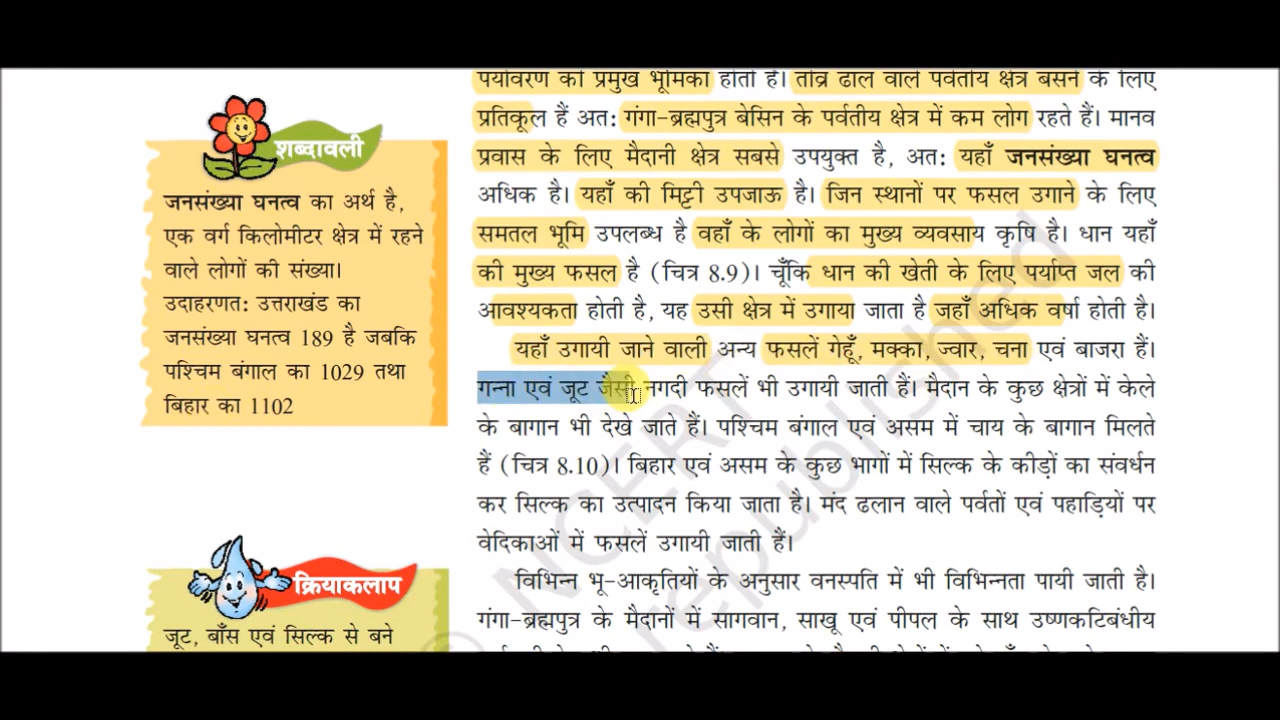 शब्दावली
जनसंख्या घनत्व का अर्थ है,
एक वर्ग किलोमीटर क्षेत्र में रहने
वाले लोगों की संख्या।
उदाहरणत: उत्तराखंड का
जनसंख्या घनत्व 189 है जबकि
पश्चिम बंगाल का 1029 तथा
बिहार का 1102
क्रियाकलाप
जूट, बाँस एवं सिल्क से बने
पर्यावरण की प्रमुख भूमिका होती है। तीव्र ढाल वाले पर्वतीय क्षेत्र बसने के लिए
प्रतिकूल हैं अत: गंगा-ब्रह्मपुत्र बेसिन के पर्वतीय क्षेत्र में कम लोग रहते हैं। मानव
प्रवास के लिए मैदानी क्षेत्र सबसे उपयुक्त है, अत: यहाँ जनसंख्या घनत्व
अधिक है। यहाँ की मिट्टी उपजाऊ है। जिन स्थानों पर फसल उगाने के लिए
समतल भूमि उपलब्ध है वहाँ के लोगों का मुख्य व्यवसाय कृषि है। धान यहाँ
की मुख्य फसल है (चित्र 8.9)। चूँकि धान की खेती के लिए पर्याप्त जल की
आवश्यकता होती है, यह उसी क्षेत्र में उगाया जाता है जहाँ अधिक वर्षा होती है।
यहाँ उगायी जाने वाली अन्य फसलें गेहूँ, मक्का, ज्वार, चना एवं बाजरा हैं।
गन्ना एवं जूट जैसी नगदी फसलें भी उगायी जाती हैं। मैदान के कुछ क्षेत्रों में केले
के बागान भी देखे जाते हैं। पश्चिम बंगाल एवं असम में चाय के बागान मिलते
हैं (चित्र 8.10)। बिहार एवं असम के कुछ भागों में सिल्क के कीड़ों का संवर्धन
कर सिल्क का उत्पादन किया जाता है। मंद ढलान वाले पर्वतों एवं पहाड़ियों पर
वेदिकाओं में फसलें उगायी जाती हैं।
विभिन्न भू-आकृतियों के अनुसार वनस्पति में भी विभिन्नता पायी जाती है।
गंगा-ब्रह्मपुत्र के मैदानों में सागवान, साखू एवं पीपल के साथ उष्णकटिबंधीय
© NCERT
republished